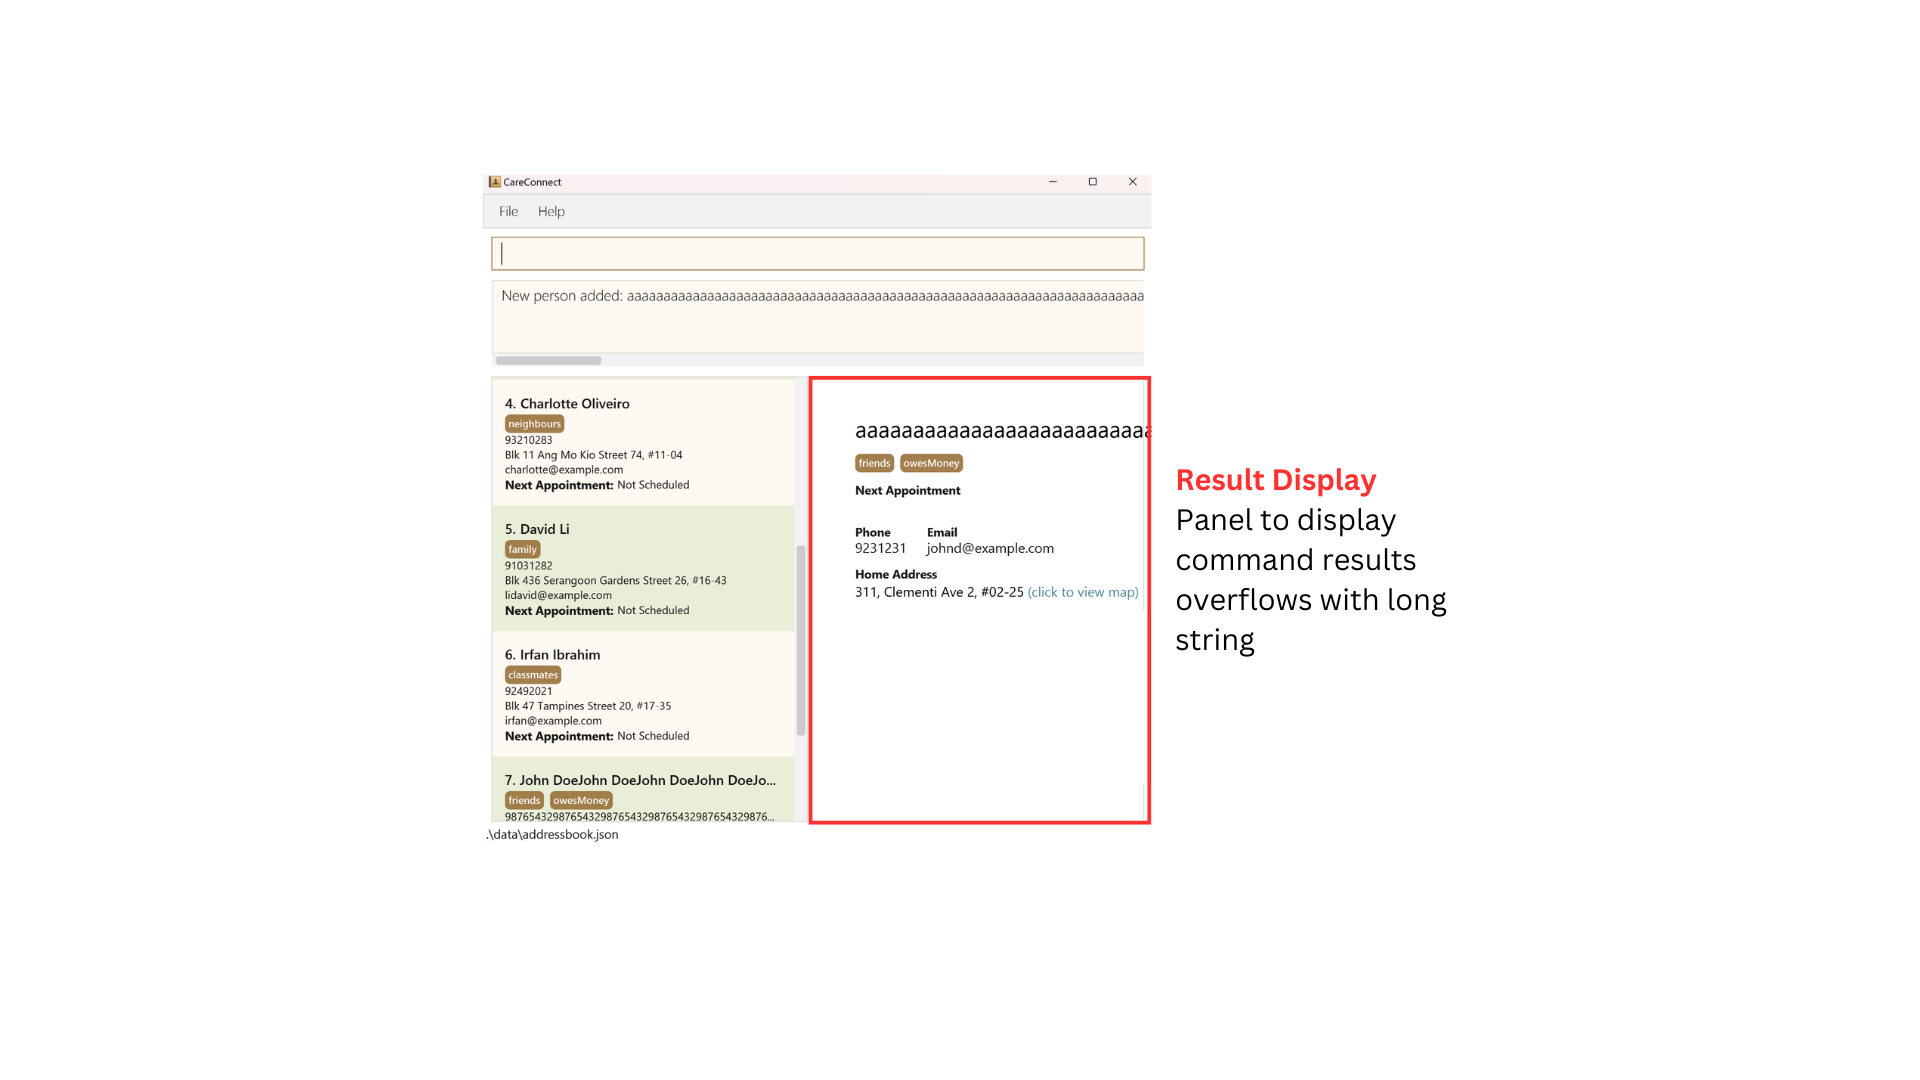 CareConnect
File Help
New person added: aaaaaaaaaaaaaaaaaaaaaaaaaaaaaaaaaaaaaaaaaaaaaaaaaaaaaaaaaaaaaaaaaaaaaaaa
4. Charlotte Oliveiro
neighbours
93210283
Blk 11 Ang Mo Kio Street 74, #11-04
charlotte@example.com
Next Appointment: Not Scheduled
5. David Li
family
91031282
Blk 436 Serangoon Gardens Street 26, #16-43
lidavid@example.com
Next Appointment: Not Scheduled
6. Irfan Ibrahim
classmates
92492021
Blk 47 Tampines Street 20, #17-35
irfan@example.com
Next Appointment: Not Scheduled
7. John DoeJohn DoeJohn DoeJohn DoeJo...
friends owesMoney
98765432987654329876543298765432987654329876...
.\data\addressbook.json
aaaaaaaaaaaaaaaaaaaaaaaaaa
friends owesMoney
Next Appointment
Phone Email
9231231 johnd@example.com
Home Address
311, Clementi Ave 2, #02-25 (click to view map)
Result Display
Panel to display
command results
overflows with long
string